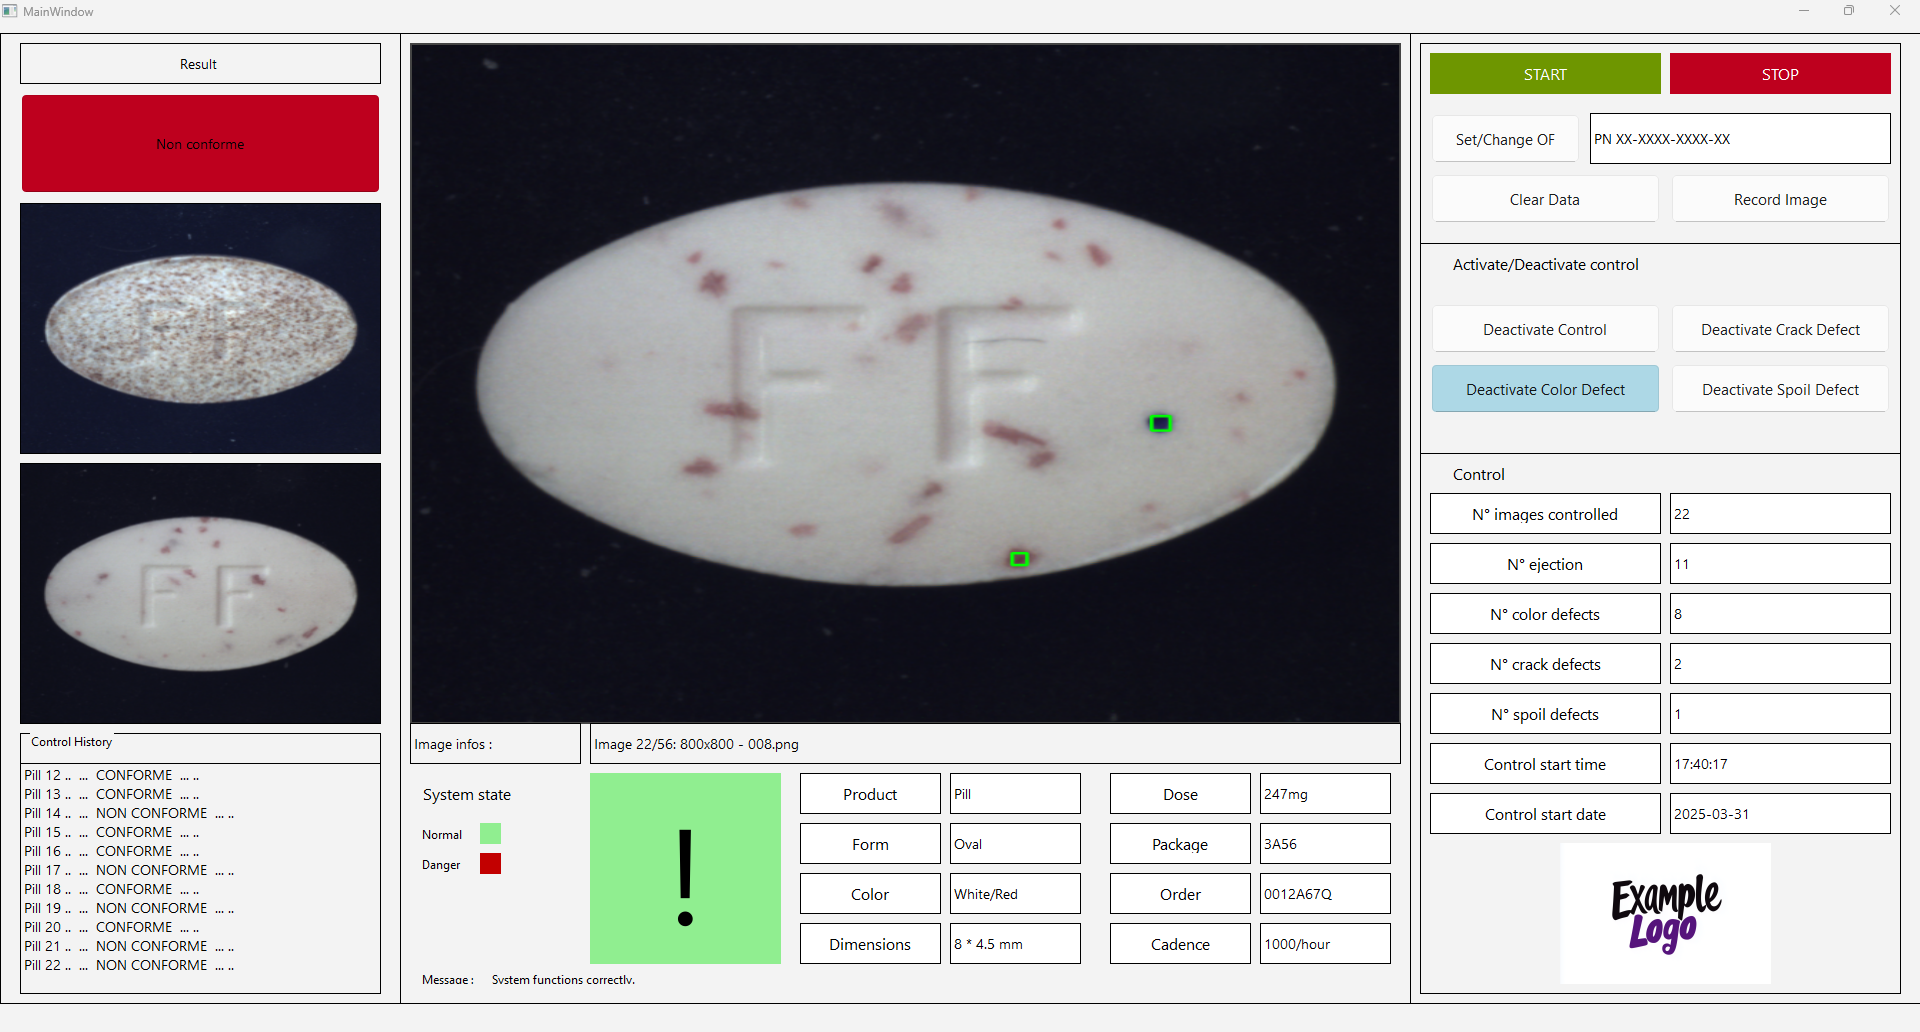 MainWindow
Result
Non conforme
Control History
Pill 12 .. ... CONFORME ... ..
Pill 13 .. ... CONFORME ... ..
Pill 14 .. ... NON CONFORME ... ..
Pill 15 .. ... CONFORME ... ..
Pill 16 .. ... CONFORME ... ..
Pill 17 .. ... NON CONFORME ... ..
Pill 18 .. ... CONFORME ... ..
Pill 19 .. ... NON CONFORME ... ..
Pill 20 .. ... CONFORME ... ..
Pill 21 .. ... NON CONFORME ... ..
Pill 22 .. ... NON CONFORME ... ..
FF
FF
FF
Image infos :
Image 22/56: 800x800 - 008.png
System state
Normal
Danger
!
Message : System functions correctly.
Product
Pill
Form
Oval
Color
White/Red
Dimensions
8 * 4.5 mm
Dose
247mg
Package
3A56
Order
0012A67Q
Cadence
1000/hour
START
STOP
Set/Change OF
PN XX-XXXX-XXXX-XX
Clear Data
Record Image
Activate/Deactivate control
Deactivate Control
Deactivate Crack Defect
Deactivate Color Defect
Deactivate Spoil Defect
Control
N° images controlled
22
N° ejection
11
N° color defects
8
N° crack defects
2
N° spoil defects
1
Control start time
17:40:17
Control start date
2025-03-31
Example
Logo